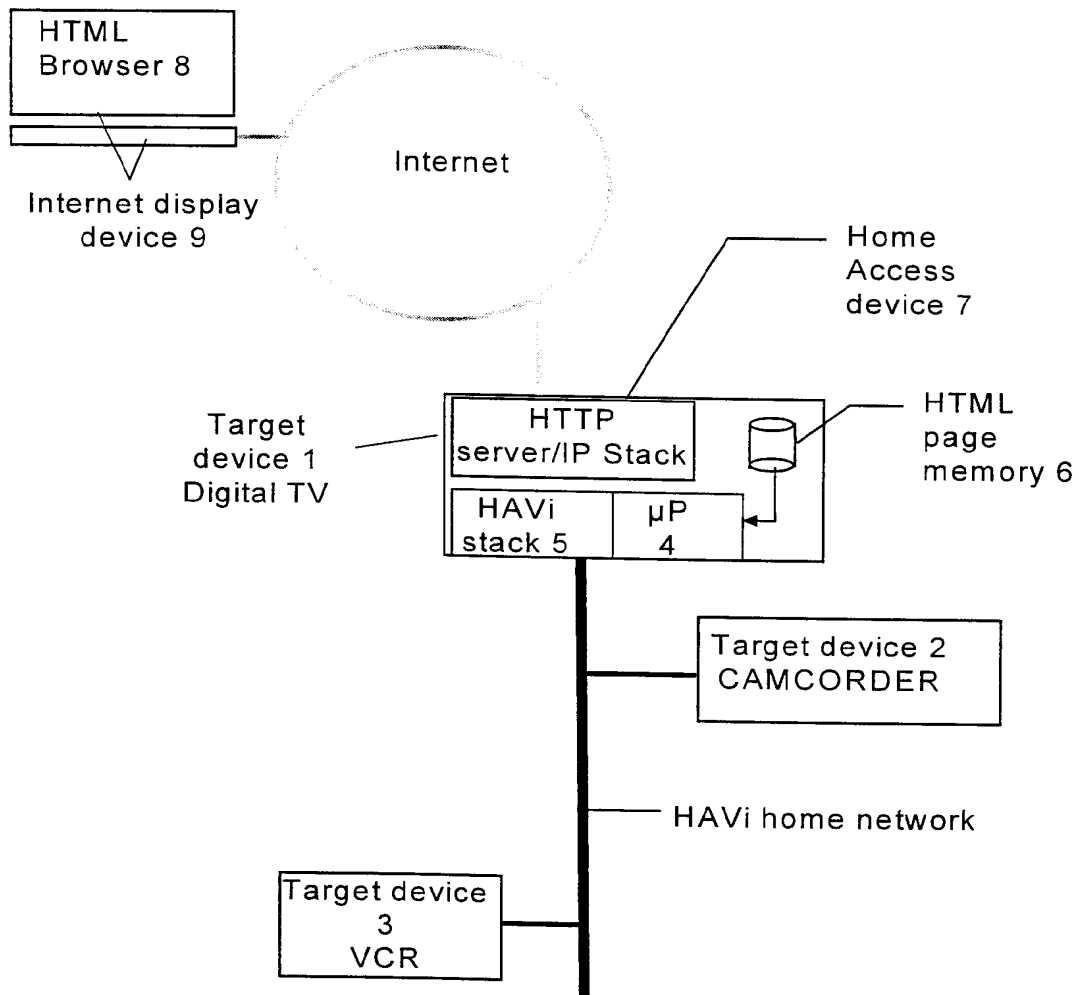 HTML
Browser 8
Internet display
device 9
Internet
Home
Access
device 7
Target
device 1
Digital TV
HTTP
server/IP Stack
HAVi
stack 5
µP
4
HTML
page
memory 6
Target device 2
CAMCORDER
HAVi home network
Target device
3
VCR